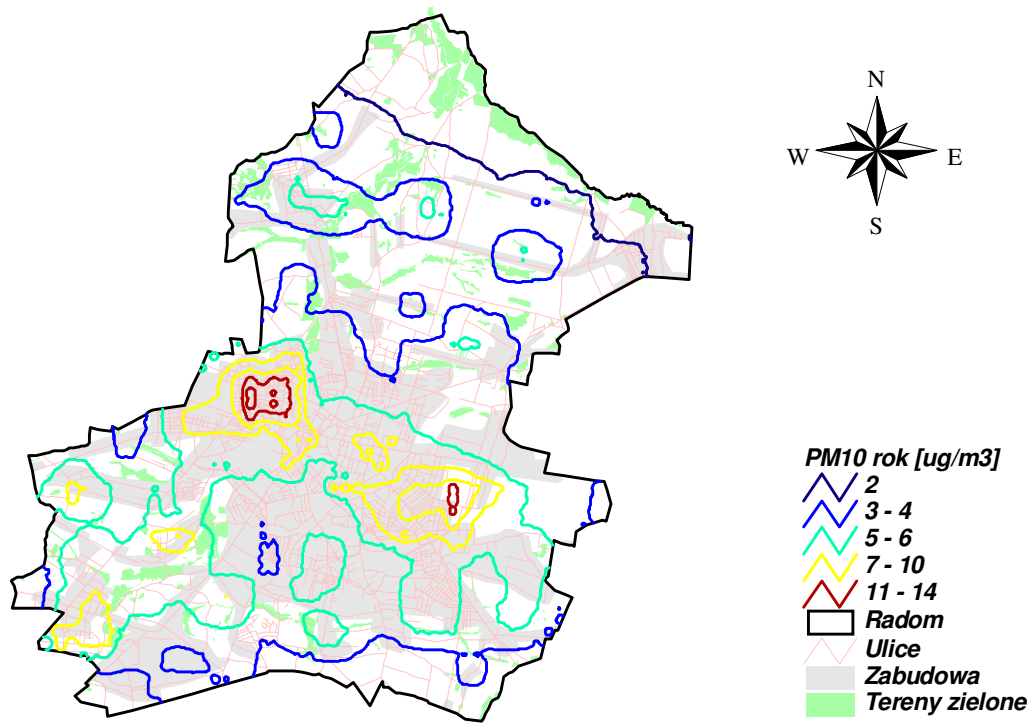 N
W E
S
PM10 rok [ug/m3]
2
3 - 4
5 - 6
7 - 10
11 - 14
Radom
Ulice
Zabudowa
Tereny zielone